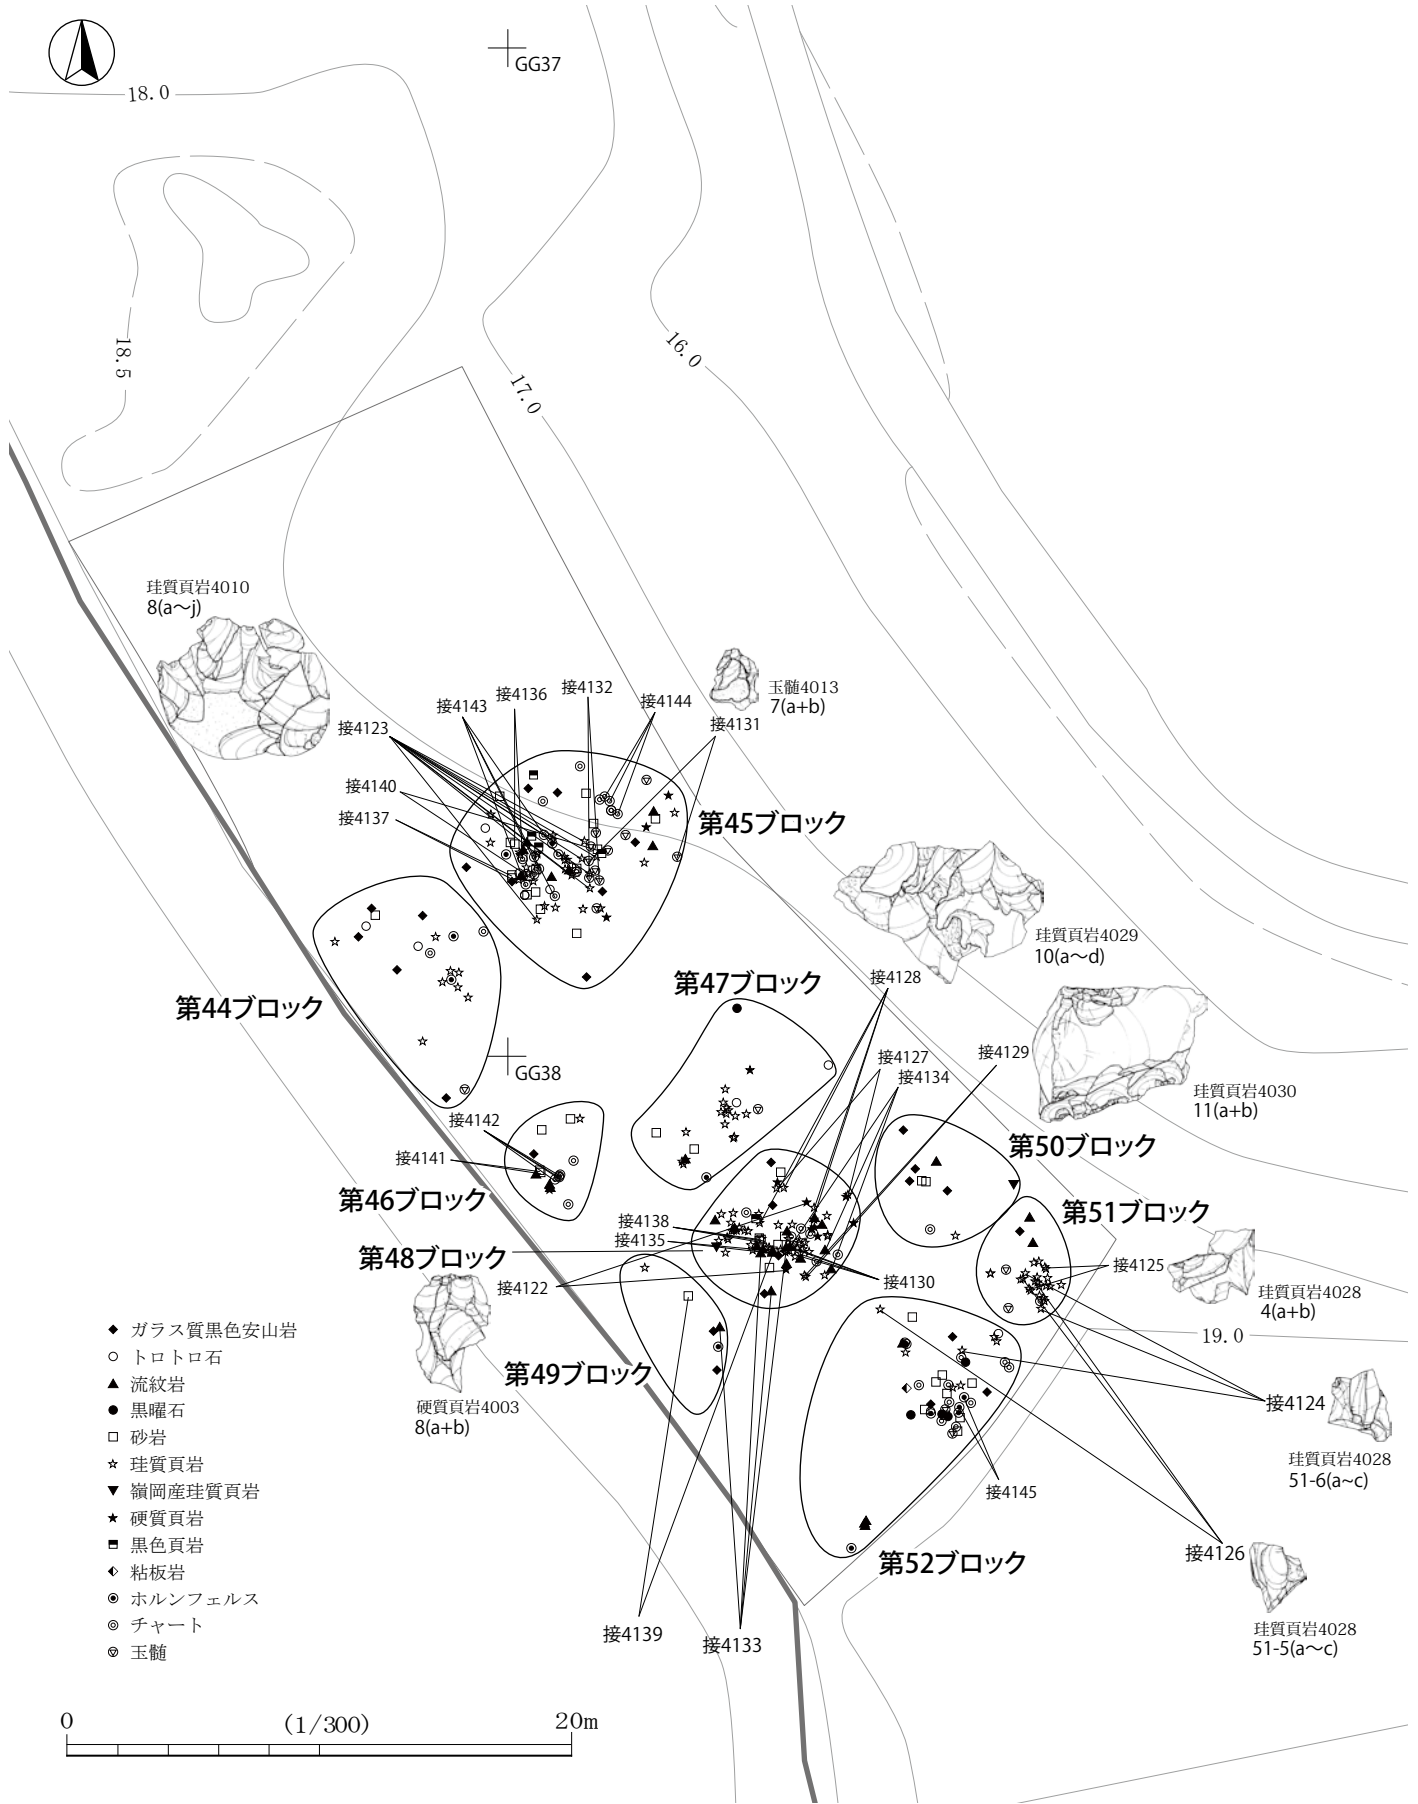 GG37
18.0
18.5
16.0
17.0
珪質頁岩4010
8(a〜j)
玉髄4013
7(a+b)
接4132
接4136
接4144
接4143
接4131
接4123
接4140
接4137
第45ブロック
珪質頁岩4029
10(a〜d)
第47ブロック
接4128
第44ブロック
接4127
接4129
接4134
GG38
珪質頁岩4030
11(a+b)
接4142
接4141
第50ブロック
第46ブロック
第51ブロック
接4138
接4135
第48ブロック
接4125
接4122
接4130
珪質頁岩4028
4(a+b)
19.0
第49ブロック
硬質頁岩4003
8(a+b)
接4124
珪質頁岩4028
51-6(a~c)
接4145
接4126
第52ブロック
珪質頁岩4028
51-5(a〜c)
接4139
接4133
ガラス質黒色安山岩
トロトロ石
流紋岩
黒曜石
砂岩
珪質頁岩
嶺岡産珪質頁岩
硬質頁岩
黒色頁岩
粘板岩
ホルンフェルス
チャート
玉髄
0 (1/300) 20m